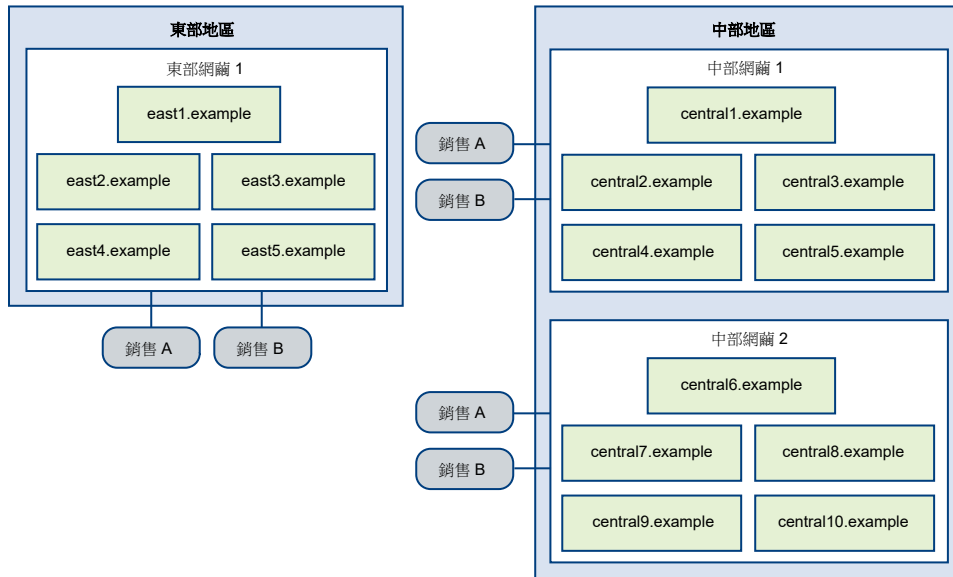 東部地區
東部網繭 1
east1.example
east2.example
east3.example
east4.example
east5.example
銷售 A
銷售 B
中部地區
中部網繭 1
central1.example
central2.example
central3.example
central4.example
central5.example
銷售 A
銷售 B
中部網繭 2
central6.example
central7.example
central8.example
central9.example
central10.example
銷售 A
銷售 B